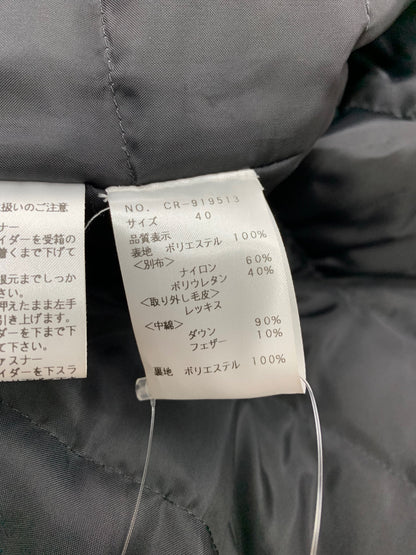 扱いのご注意
ナー
イダーを受箱の
着くまで下げて
根元までしっか
さい。
押えたまま左手
引き上げます。
ダーを下まで下
て下さい。
ァスナー
イダーを下スラ
NO. CR-919513
サイズ 40
品質表示
表地 ポリエステル 100%
<別布>
ナイロン 60%
ポリウレタン 40%
<取り外し毛皮>
レッキス
<中綿>
ダウン 90%
フェザー 10%
裏地 ポリエステル 100%